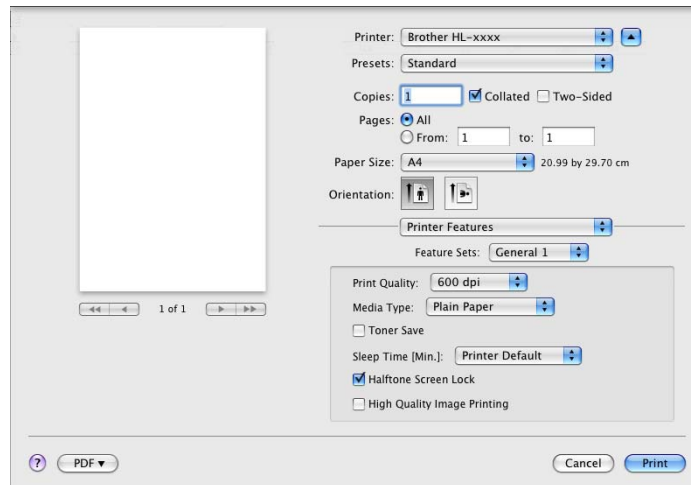 Printer: Brother HL-xxxx
Presets: Standard
Copies: 1 Collated Two-Sided
Pages: All
From: 1 to: 1
Paper Size: A4 20.99 by 29.70 cm
Orientation:
Printer Features
Feature Sets: General 1
Print Quality: 600 dpi
Media Type: Plain Paper
Toner Save
Sleep Time [Min.]: Printer Default
Halftone Screen Lock
High Quality Image Printing
1 of 1
? PDF▼ Cancel Print